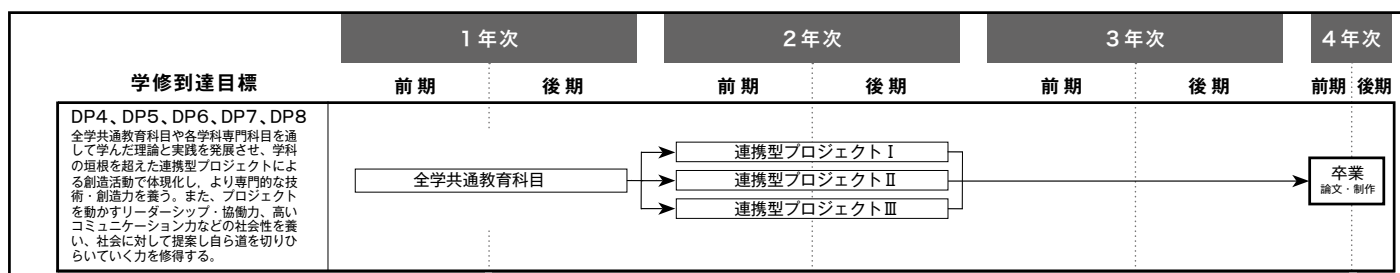 1年次
2年次
3年次
4年次
学修到達目標
前期
後期
前期
後期
前期
後期
前期
後期
DP4、DP5、DP6、DP7、DP8
全学共通教育科目や各学科専門科目を通
して学んだ理論と実践を発展させ、学科
の垣根を超えた連携型プロジェクトによ
る創造活動で体現化し、より専門的な技
術・創造力を養う。また、プロジェクト
を動かすリーダーシップ・協働力、高い
コミュニケーション力などの社会性を養
い、社会に対して提案し自ら道を切りひ
らいていく力を修得する。
全学共通教育科目
連携型プロジェクトⅠ
連携型プロジェクトⅡ
連携型プロジェクトⅢ
卒業
論文・制作